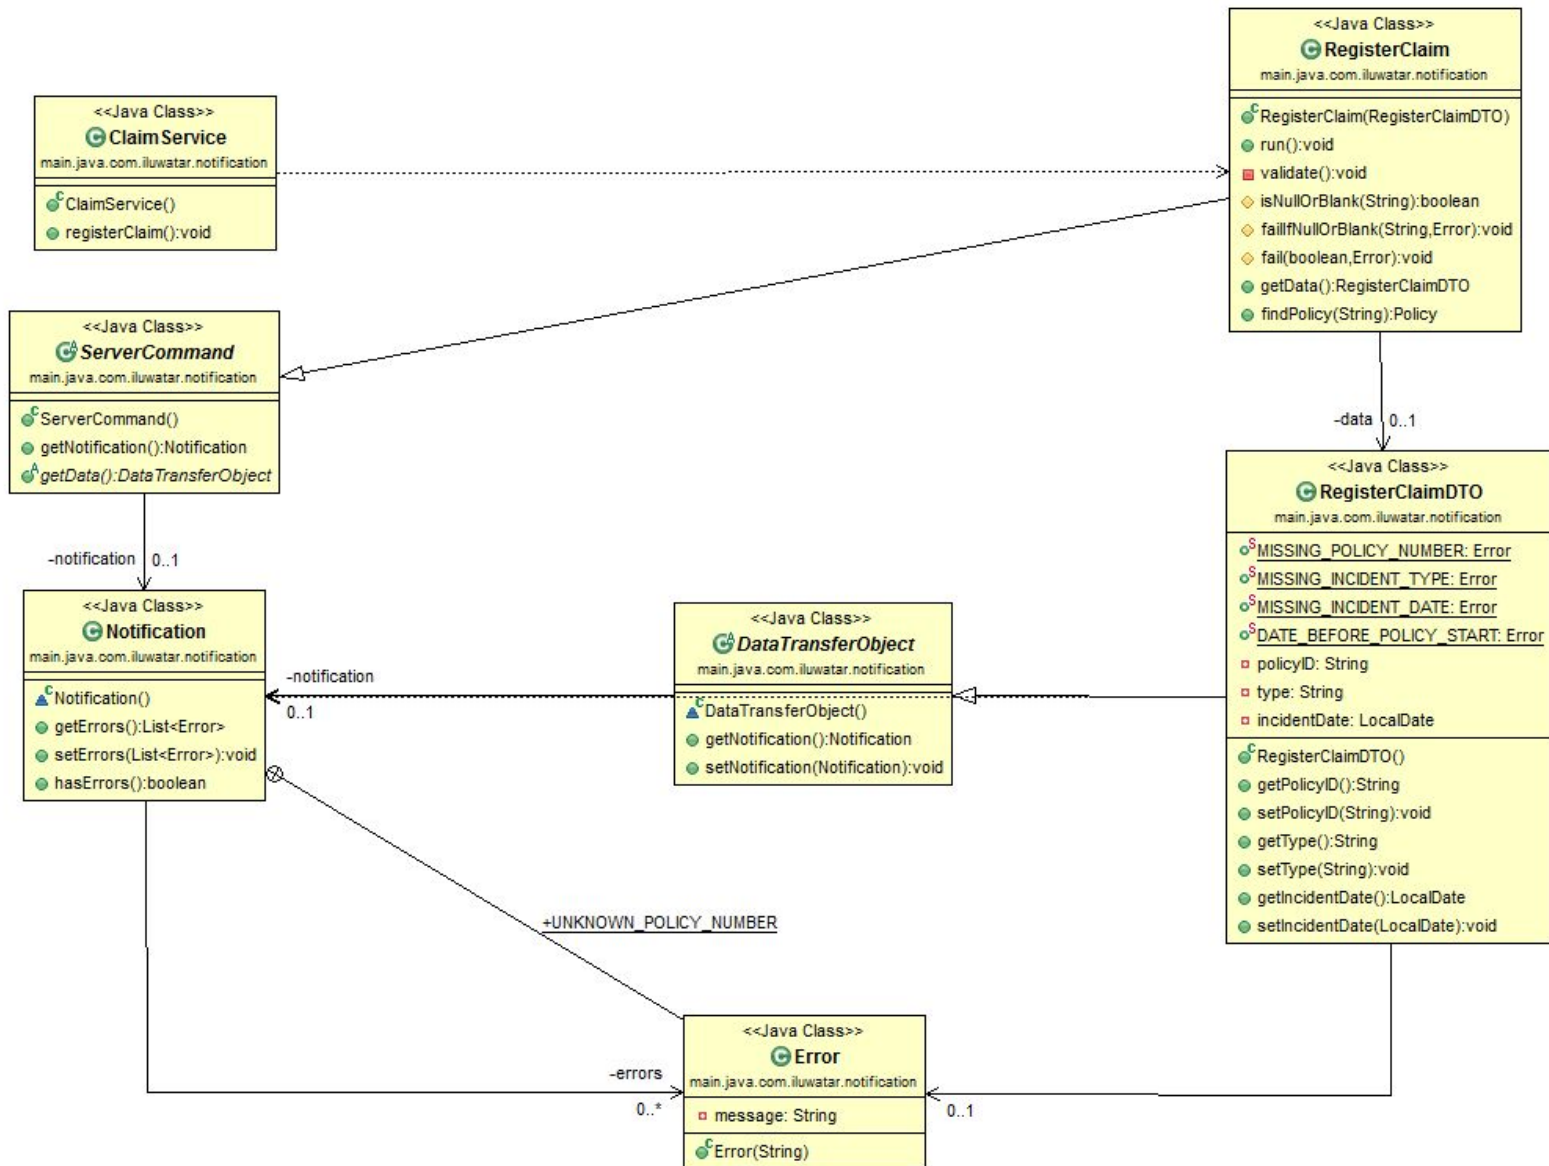 <<Java Class>>
RegisterClaim
main.java.com.iluwatar.notification
RegisterClaim(RegisterClaimDTO)
run():void
validate():void
isNullOrBlank(String):boolean
failIfNullOrBlank(String,Error):void
fail(boolean,Error):void
getData():RegisterClaimDTO
findPolicy(String):Policy
<<Java Class>>
ClaimService
main.java.com.iluwatar.notification
ClaimService()
registerClaim():void
<<Java Class>>
ServerCommand
main.java.com.iluwatar.notification
ServerCommand()
getNotification():Notification
getData():DataTransferObject
-data 0..1
-notification 0..1
<<Java Class>>
RegisterClaimDTO
main.java.com.iluwatar.notification
MISSING_POLICY_NUMBER: Error
MISSING_INCIDENT_TYPE: Error
MISSING_INCIDENT_DATE: Error
DATE_BEFORE_POLICY_START: Error
policyID: String
type: String
incidentDate: LocalDate
RegisterClaimDTO()
getPolicyID():String
setPolicyID(String):void
getType():String
setType(String):void
getIncidentDate():LocalDate
setIncidentDate(LocalDate):void
<<Java Class>>
Notification
main.java.com.iluwatar.notification
Notification()
getErrors():List<Error>
setErrors(List<Error>):void
hasErrors():boolean
-notification
0..1
<<Java Class>>
DataTransferObject
main.java.com.iluwatar.notification
DataTransferObject()
getNotification():Notification
setNotification(Notification):void
+UNKNOWN_POLICY_NUMBER
-errors
0..*
0..1
<<Java Class>>
Error
main.java.com.iluwatar.notification
message: String
Error(String)